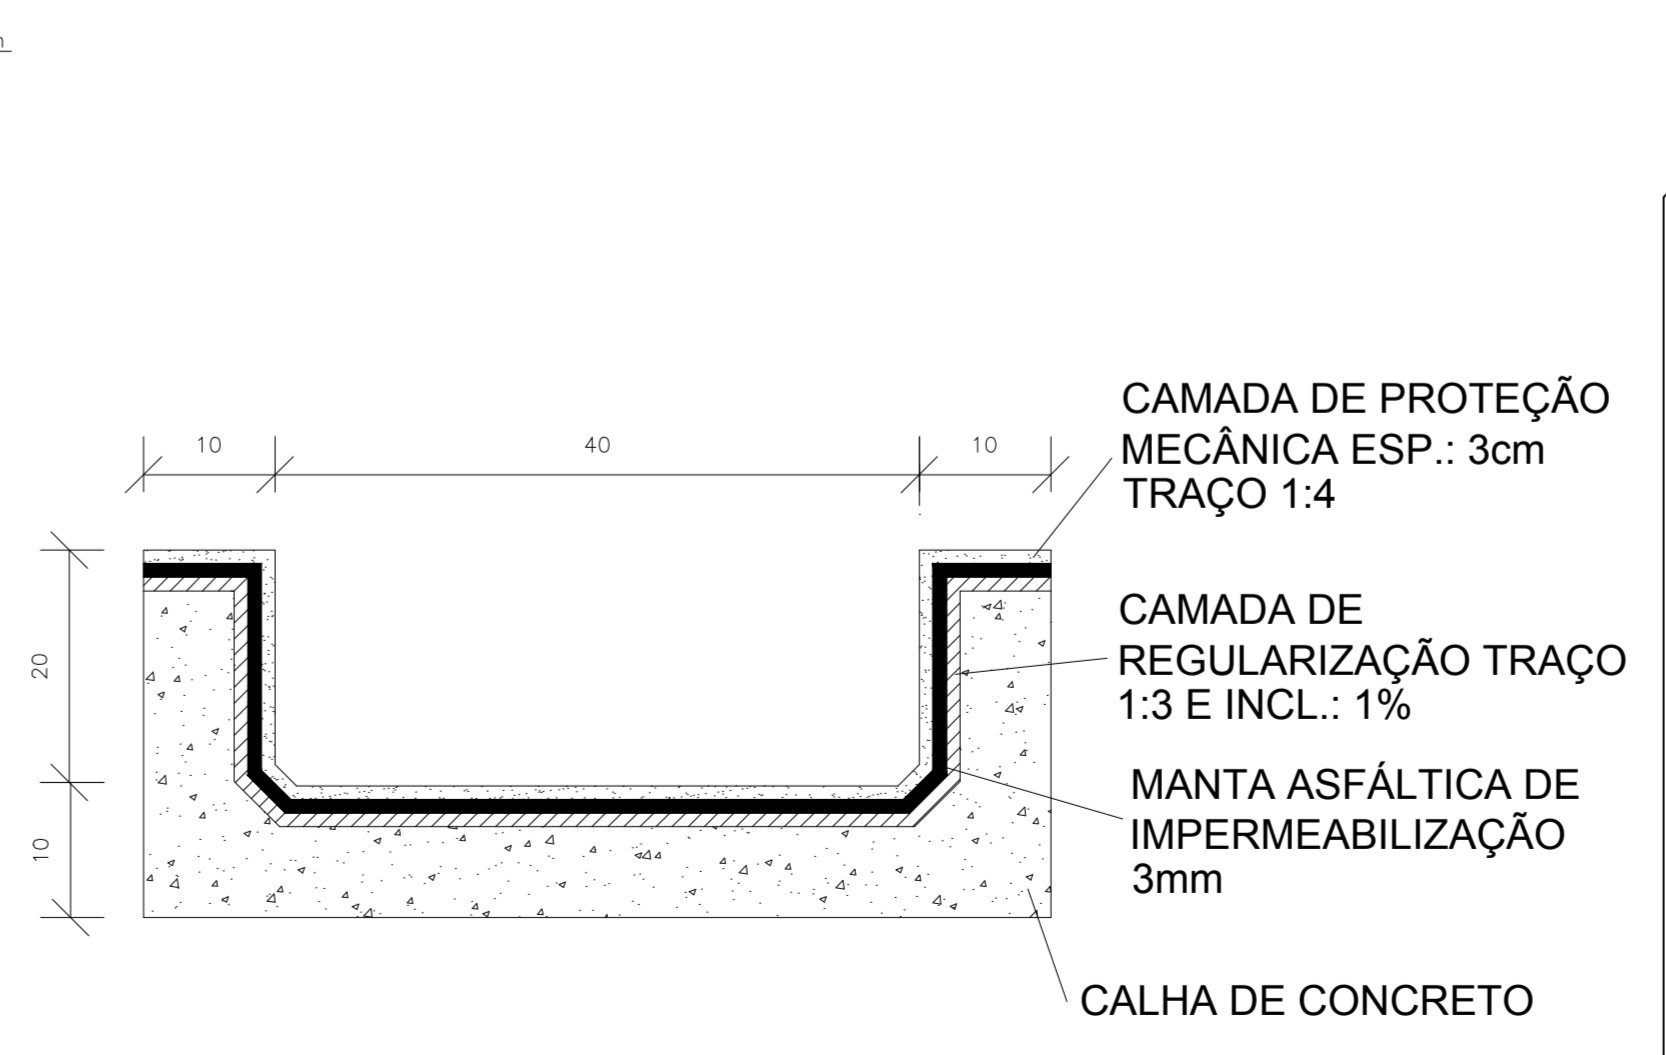 10
40
10
CAMADA DE PROTEÇÃO
MECÂNICA ESP.: 3cm
TRAÇO 1:4
20
CAMADA DE
REGULARIZAÇÃO TRAÇO
1:3 E INCL.: 1%
10
MANTA ASFÁLTICA DE
IMPERMEABILIZAÇÃO
3mm
CALHA DE CONCRETO